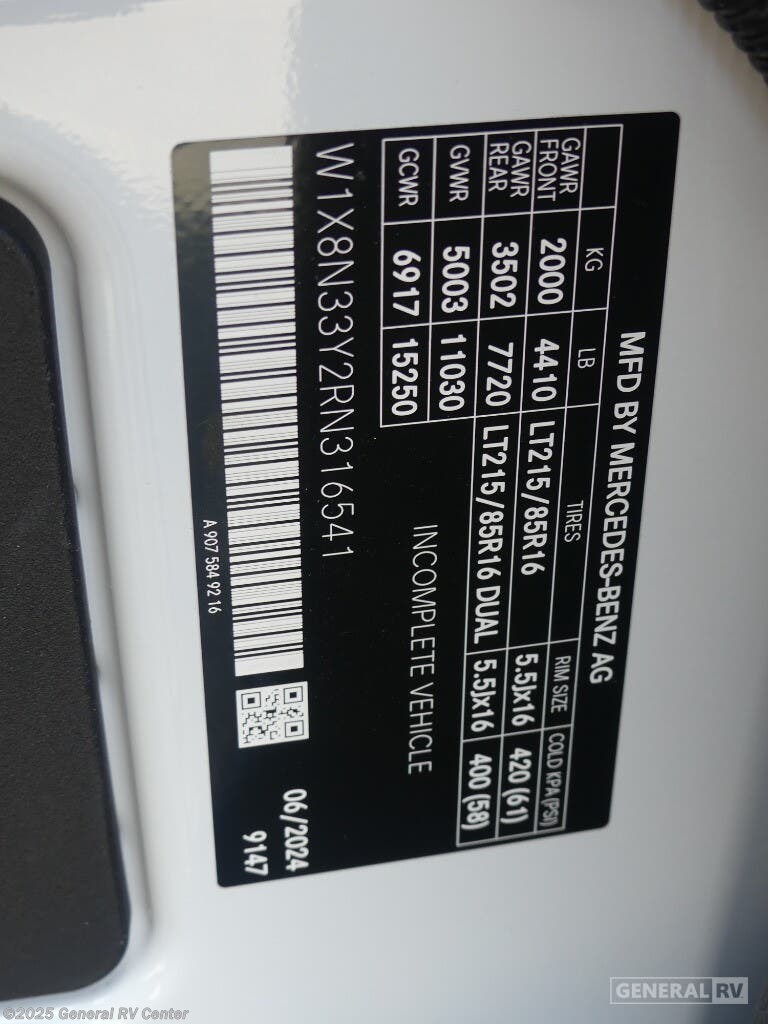 MFD BY MERCEDES-BENZ AG
KG LB TIRES RIM SIZE COLD KPA(PSI)
GAWR FRONT 2000 4410 LT215/85R16 5.5Jx16 420 (61)
GAWR REAR 3502 7720 LT215/85R16 DUAL 5.5Jx16 400 (58)
GVWR 5003 11030
GCWR 6917 15250
INCOMPLETE VEHICLE
W1X8N33Y2RN316541
06/2024
9147
A 907 584 92 16
©2025 General RV Center
GENERAL RV